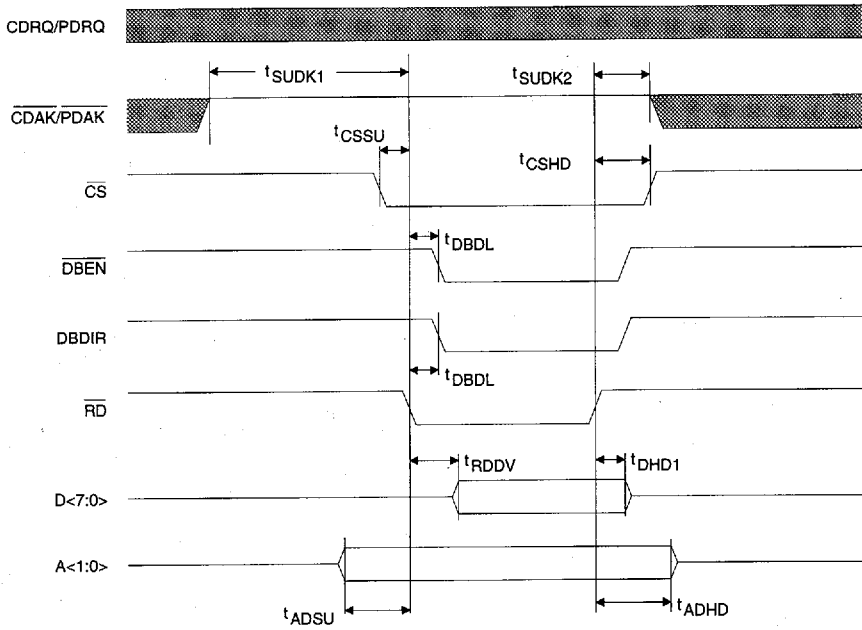 CDRQ/PDRQ
tSUDK1
tSUDK2
CDAK/PDAK
tCSSU
tCSHD
CS
tDBDL
DBEN
DBDIR
tDBDL
RD
tRDDV
tDHD1
D<7:0>
A<1:0>
tADSU
tADHD